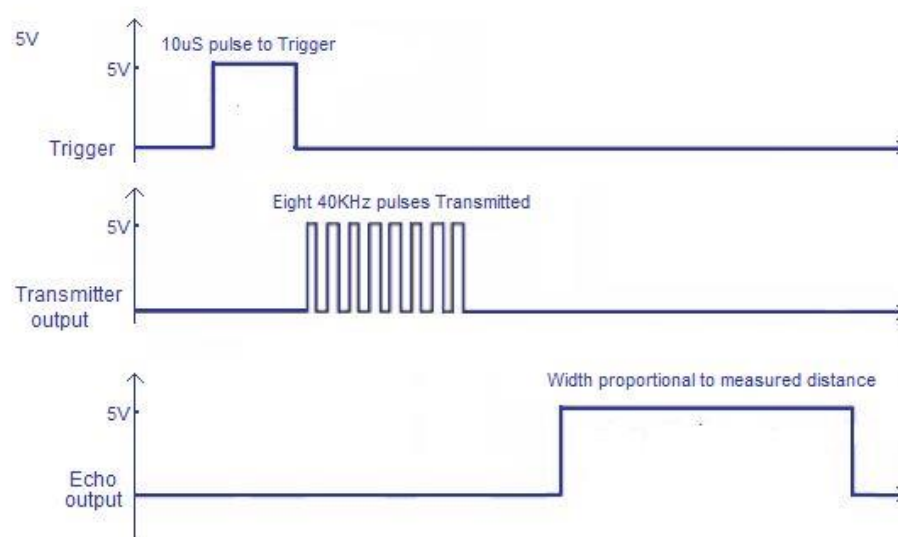 5V
10uS pulse to Trigger
5V
Trigger
Eight 40KHz pulses Transmitted
5V
Transmitter
output
Width proportional to measured distance
5V
Echo
output